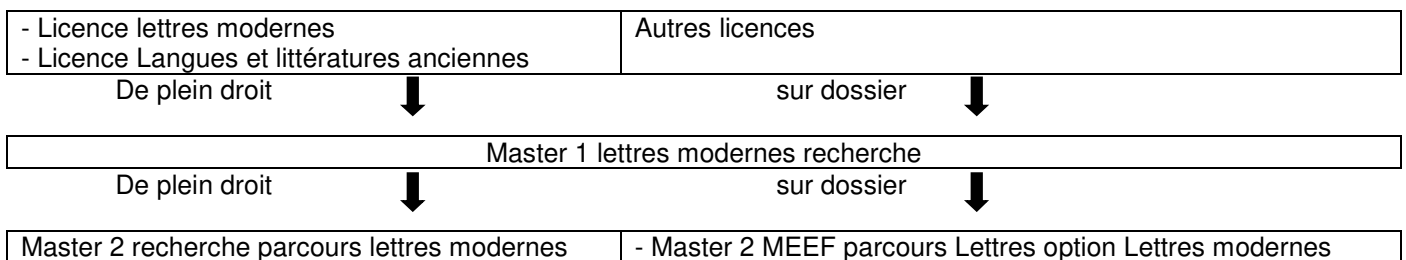 - Licence lettres modernes
- Licence Langues et littératures anciennes
Autres licences
De plein droit
sur dossier
Master 1 lettres modernes recherche
De plein droit
sur dossier
Master 2 recherche parcours lettres modernes
- Master 2 MEEF parcours Lettres option Lettres modernes